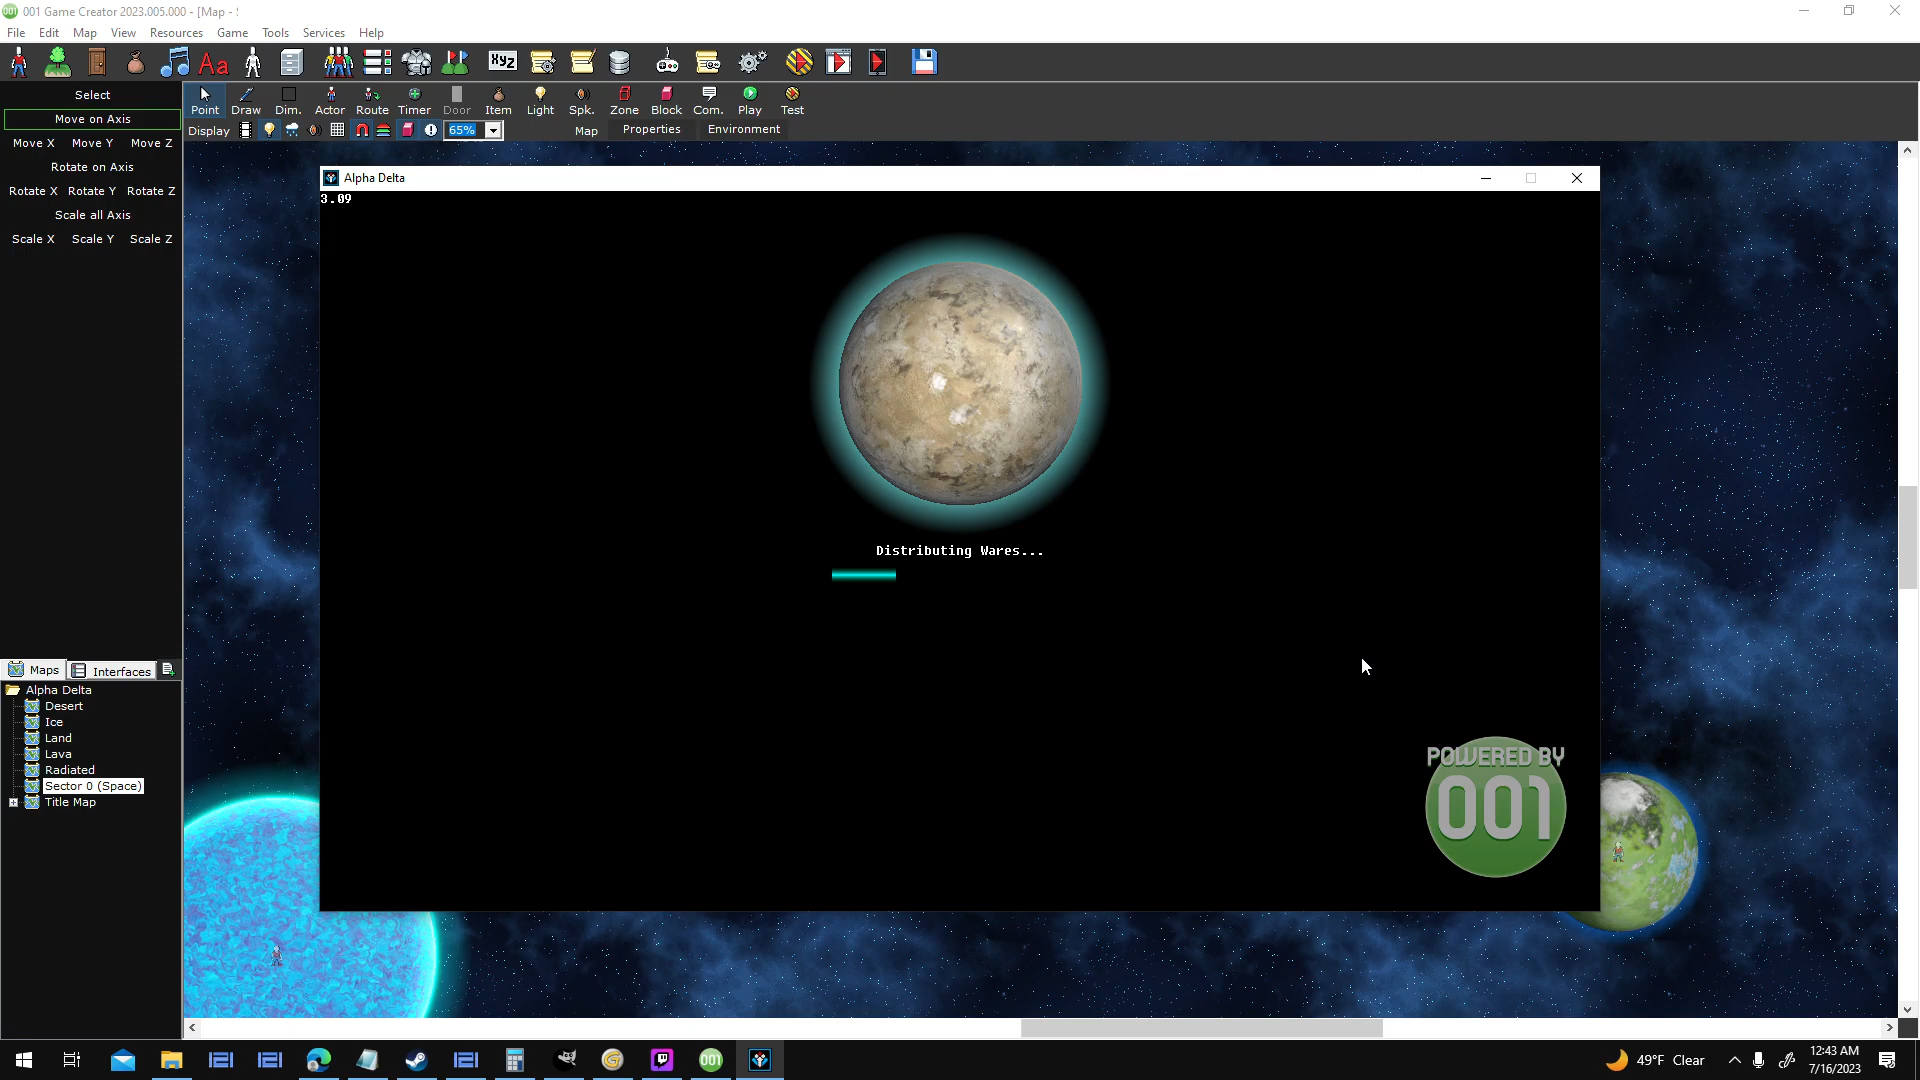 001 Game Creator 2023.005.000 - [Map - :
File Edit Map View Resources Game Tools Services Help
Aa XYZ
Select
Point Draw Dim. Actor Route Timer Door Item Light Spk. Zone Block Com. Play Test
Move on Axis
Display 65% Map Properties Environment
Move X Move Y Move Z
Rotate on Axis
Rotate X Rotate Y Rotate Z
Scale all Axis
Scale X Scale Y Scale Z
Alpha Delta
3.09
Distributing Wares...
POWERED BY
001
Maps Interfaces
Alpha Delta
Desert
Ice
Land
Lava
Radiated
Sector 0 (Space)
Title Map
001
49°F Clear
12:43 AM
7/16/2023